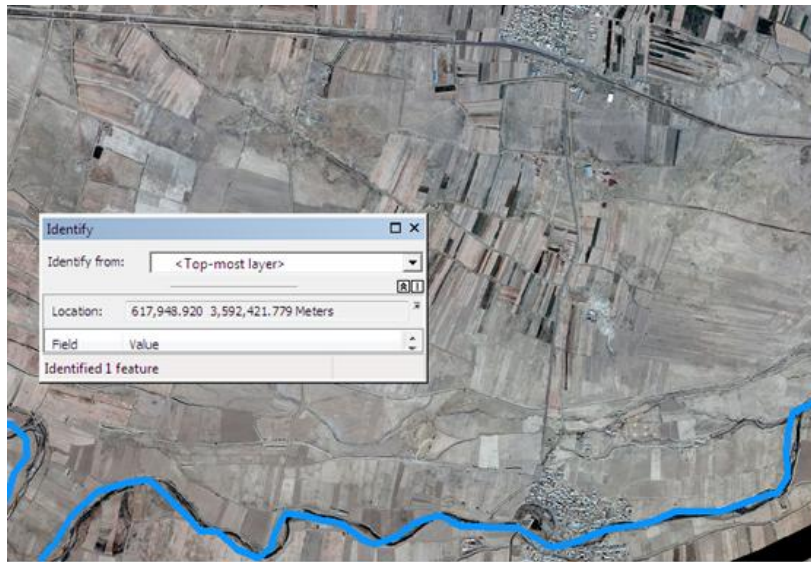 Identify
Identify from: <Top-most layer>
Location: 617,948.920 3,592,421.779 Meters
Field Value
Identified 1 feature